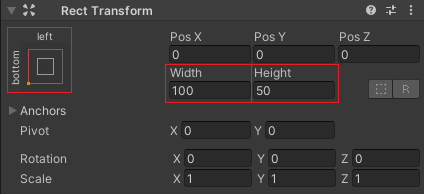 Rect Transform
left
bottom
Pos X Pos Y Pos Z
0 0 0
Width Height
100 50
R
Anchors
Pivot X 0 Y 0
Rotation X 0 Y 0 Z 0
Scale X 1 Y 1 Z 1